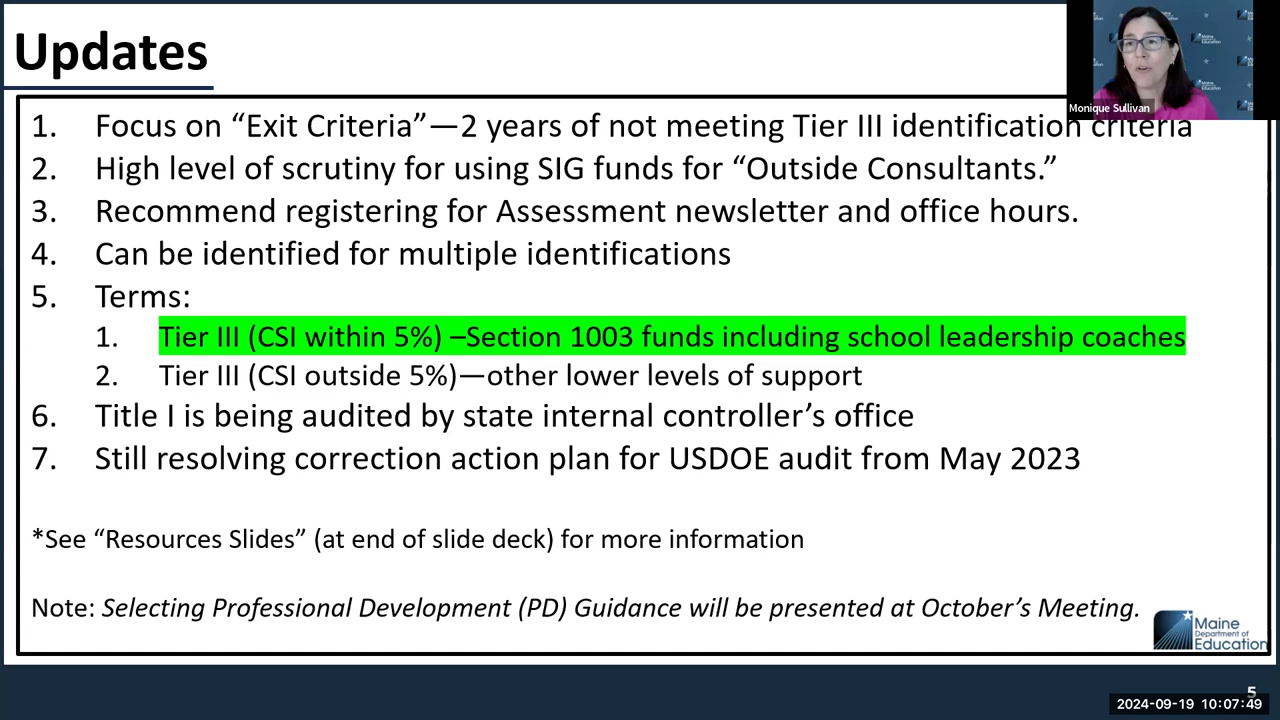 Updates
Monique Sullivan
1. Focus on “Exit Criteria”—2 years of not meeting Tier III identification criteria
2. High level of scrutiny for using SIG funds for “Outside Consultants.”
3. Recommend registering for Assessment newsletter and office hours.
4. Can be identified for multiple identifications
5. Terms:
1. Tier III (CSI within 5%) –Section 1003 funds including school leadership coaches
2. Tier III (CSI outside 5%)—other lower levels of support
6. Title I is being audited by state internal controller’s office
7. Still resolving correction action plan for USDOE audit from May 2023
*See “Resources Slides” (at end of slide deck) for more information
Note: Selecting Professional Development (PD) Guidance will be presented at October’s Meeting.
Maine
Department of
Education
5
2024-09-19 10:07:49